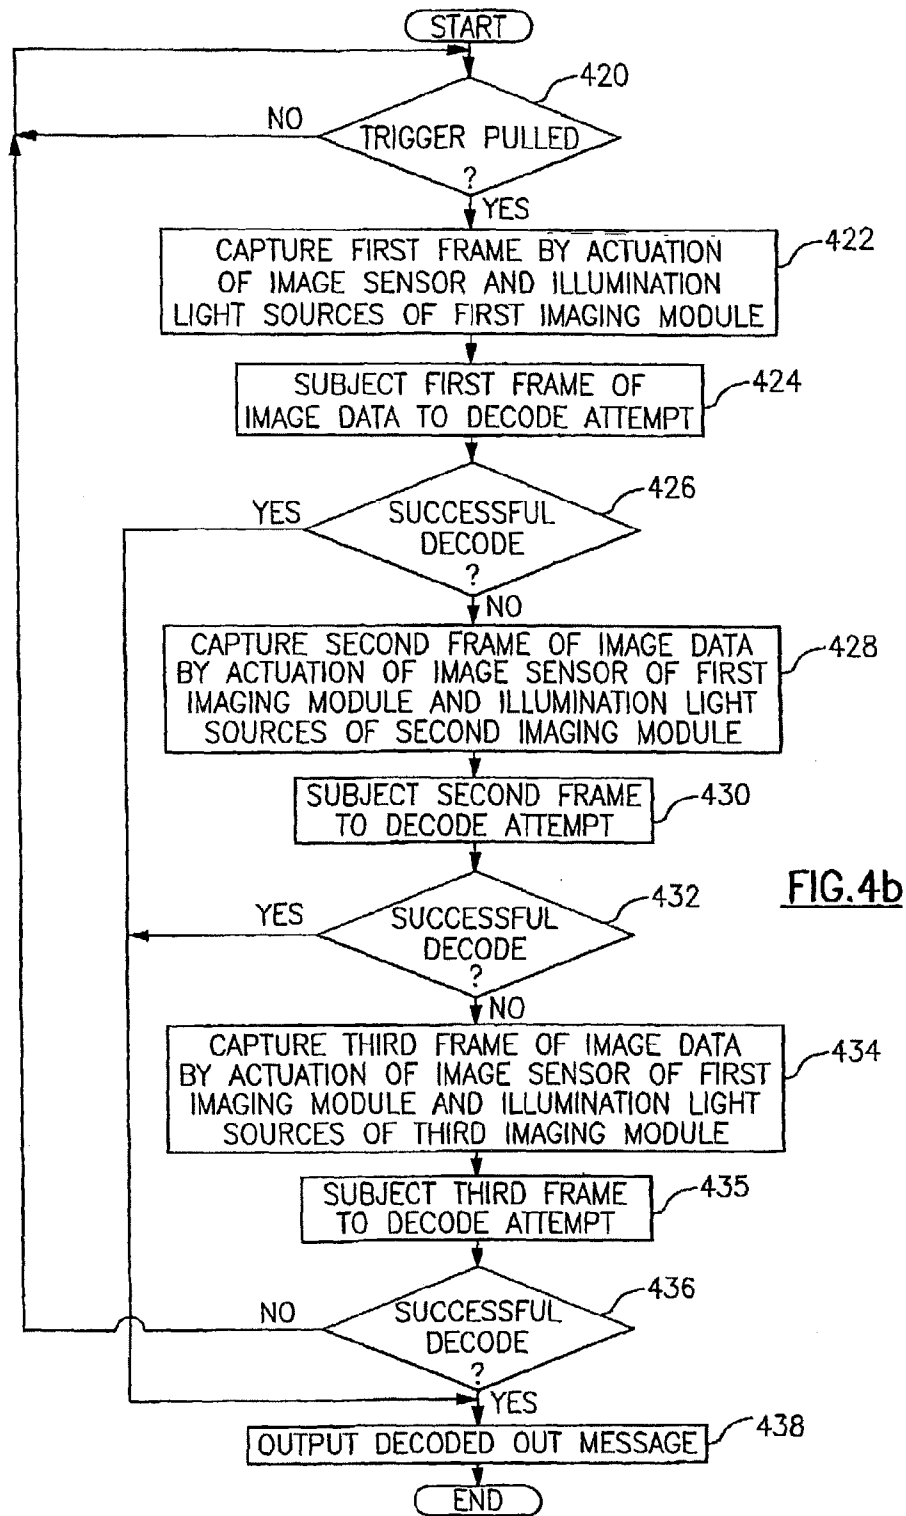 START
420
NO
TRIGGER PULLED
?
YES
CAPTURE FIRST FRAME BY ACTUATION
OF IMAGE SENSOR AND ILLUMINATION
LIGHT SOURCES OF FIRST IMAGING MODULE
422
SUBJECT FIRST FRAME OF
IMAGE DATA TO DECODE ATTEMPT
424
YES
SUCCESSFUL
DECODE
?
426
NO
CAPTURE SECOND FRAME OF IMAGE DATA
BY ACTUATION OF IMAGE SENSOR OF FIRST
IMAGING MODULE AND ILLUMINATION LIGHT
SOURCES OF SECOND IMAGING MODULE
428
SUBJECT SECOND FRAME
TO DECODE ATTEMPT
430
FIG.4b
YES
SUCCESSFUL
DECODE
?
432
NO
CAPTURE THIRD FRAME OF IMAGE DATA
BY ACTUATION OF IMAGE SENSOR OF FIRST
IMAGING MODULE AND ILLUMINATION LIGHT
SOURCES OF THIRD IMAGING MODULE
434
SUBJECT THIRD FRAME
TO DECODE ATTEMPT
435
NO
SUCCESSFUL
DECODE
?
436
YES
OUTPUT DECODED OUT MESSAGE
438
END